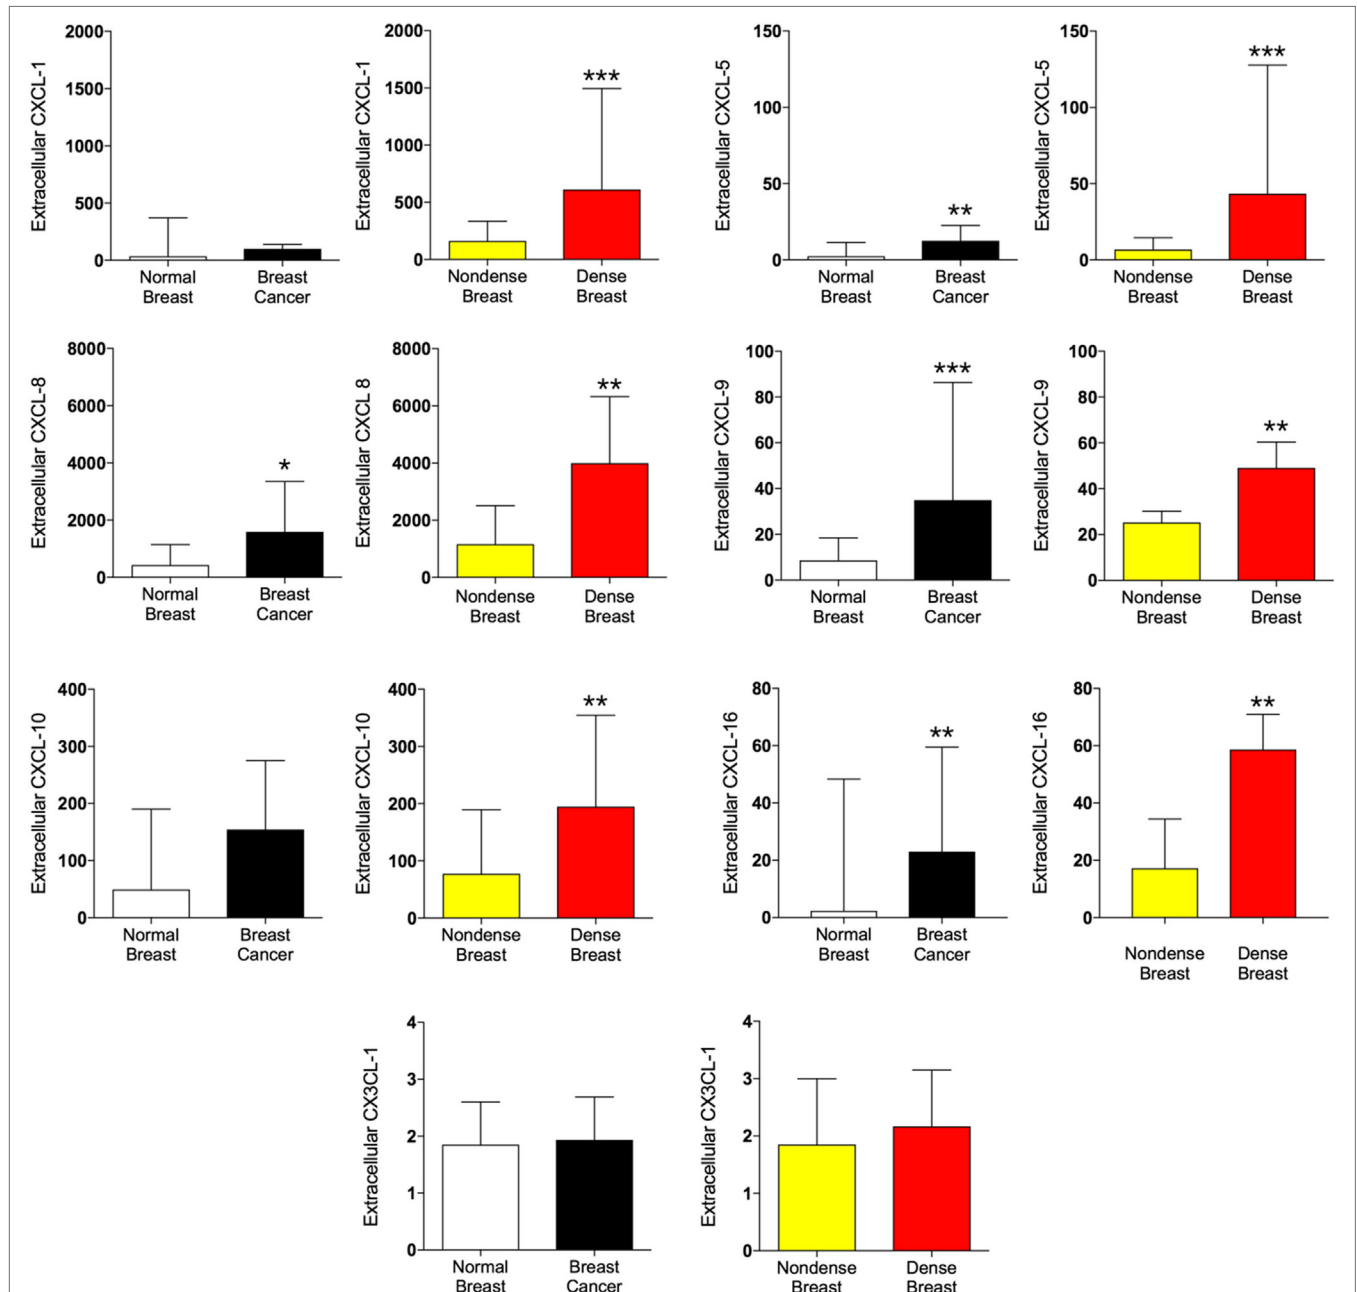 Extracellular CXCL-1
2000
1500
1000
500
0
Normal
Breast
Breast
Cancer
Extracellular CXCL-1
2000
1500
1000
500
0
***
Nondense
Breast
Dense
Breast
Extracellular CXCL-5
150
100
50
0
**
Normal
Breast
Breast
Cancer
Extracellular CXCL-5
150
100
50
0
***
Nondense
Breast
Dense
Breast
Extracellular CXCL-8
8000
6000
4000
2000
0
*
Normal
Breast
Breast
Cancer
Extracellular CXCL 8
8000
6000
4000
2000
0
**
Nondense
Breast
Dense
Breast
Extracellular CXCL-9
100
80
60
40
20
0
***
Normal
Breast
Breast
Cancer
Extracellular CXCL-9
100
80
60
40
20
0
**
Nondense
Breast
Dense
Breast
Extracellular CXCL-10
400
300
200
100
0
Normal
Breast
Breast
Cancer
Extracellular CXCL-10
400
300
200
100
0
**
Nondense
Breast
Dense
Breast
Extracellular CXCL-16
80
60
40
20
0
**
Normal
Breast
Breast
Cancer
Extracellular CXCL-16
80
60
40
20
0
**
Nondense
Breast
Dense
Breast
Extracellular CX3CL-1
4
3
2
1
0
Normal
Breast
Breast
Cancer
Extracellular CX3CL-1
4
3
2
1
0
Nondense
Breast
Dense
Breast